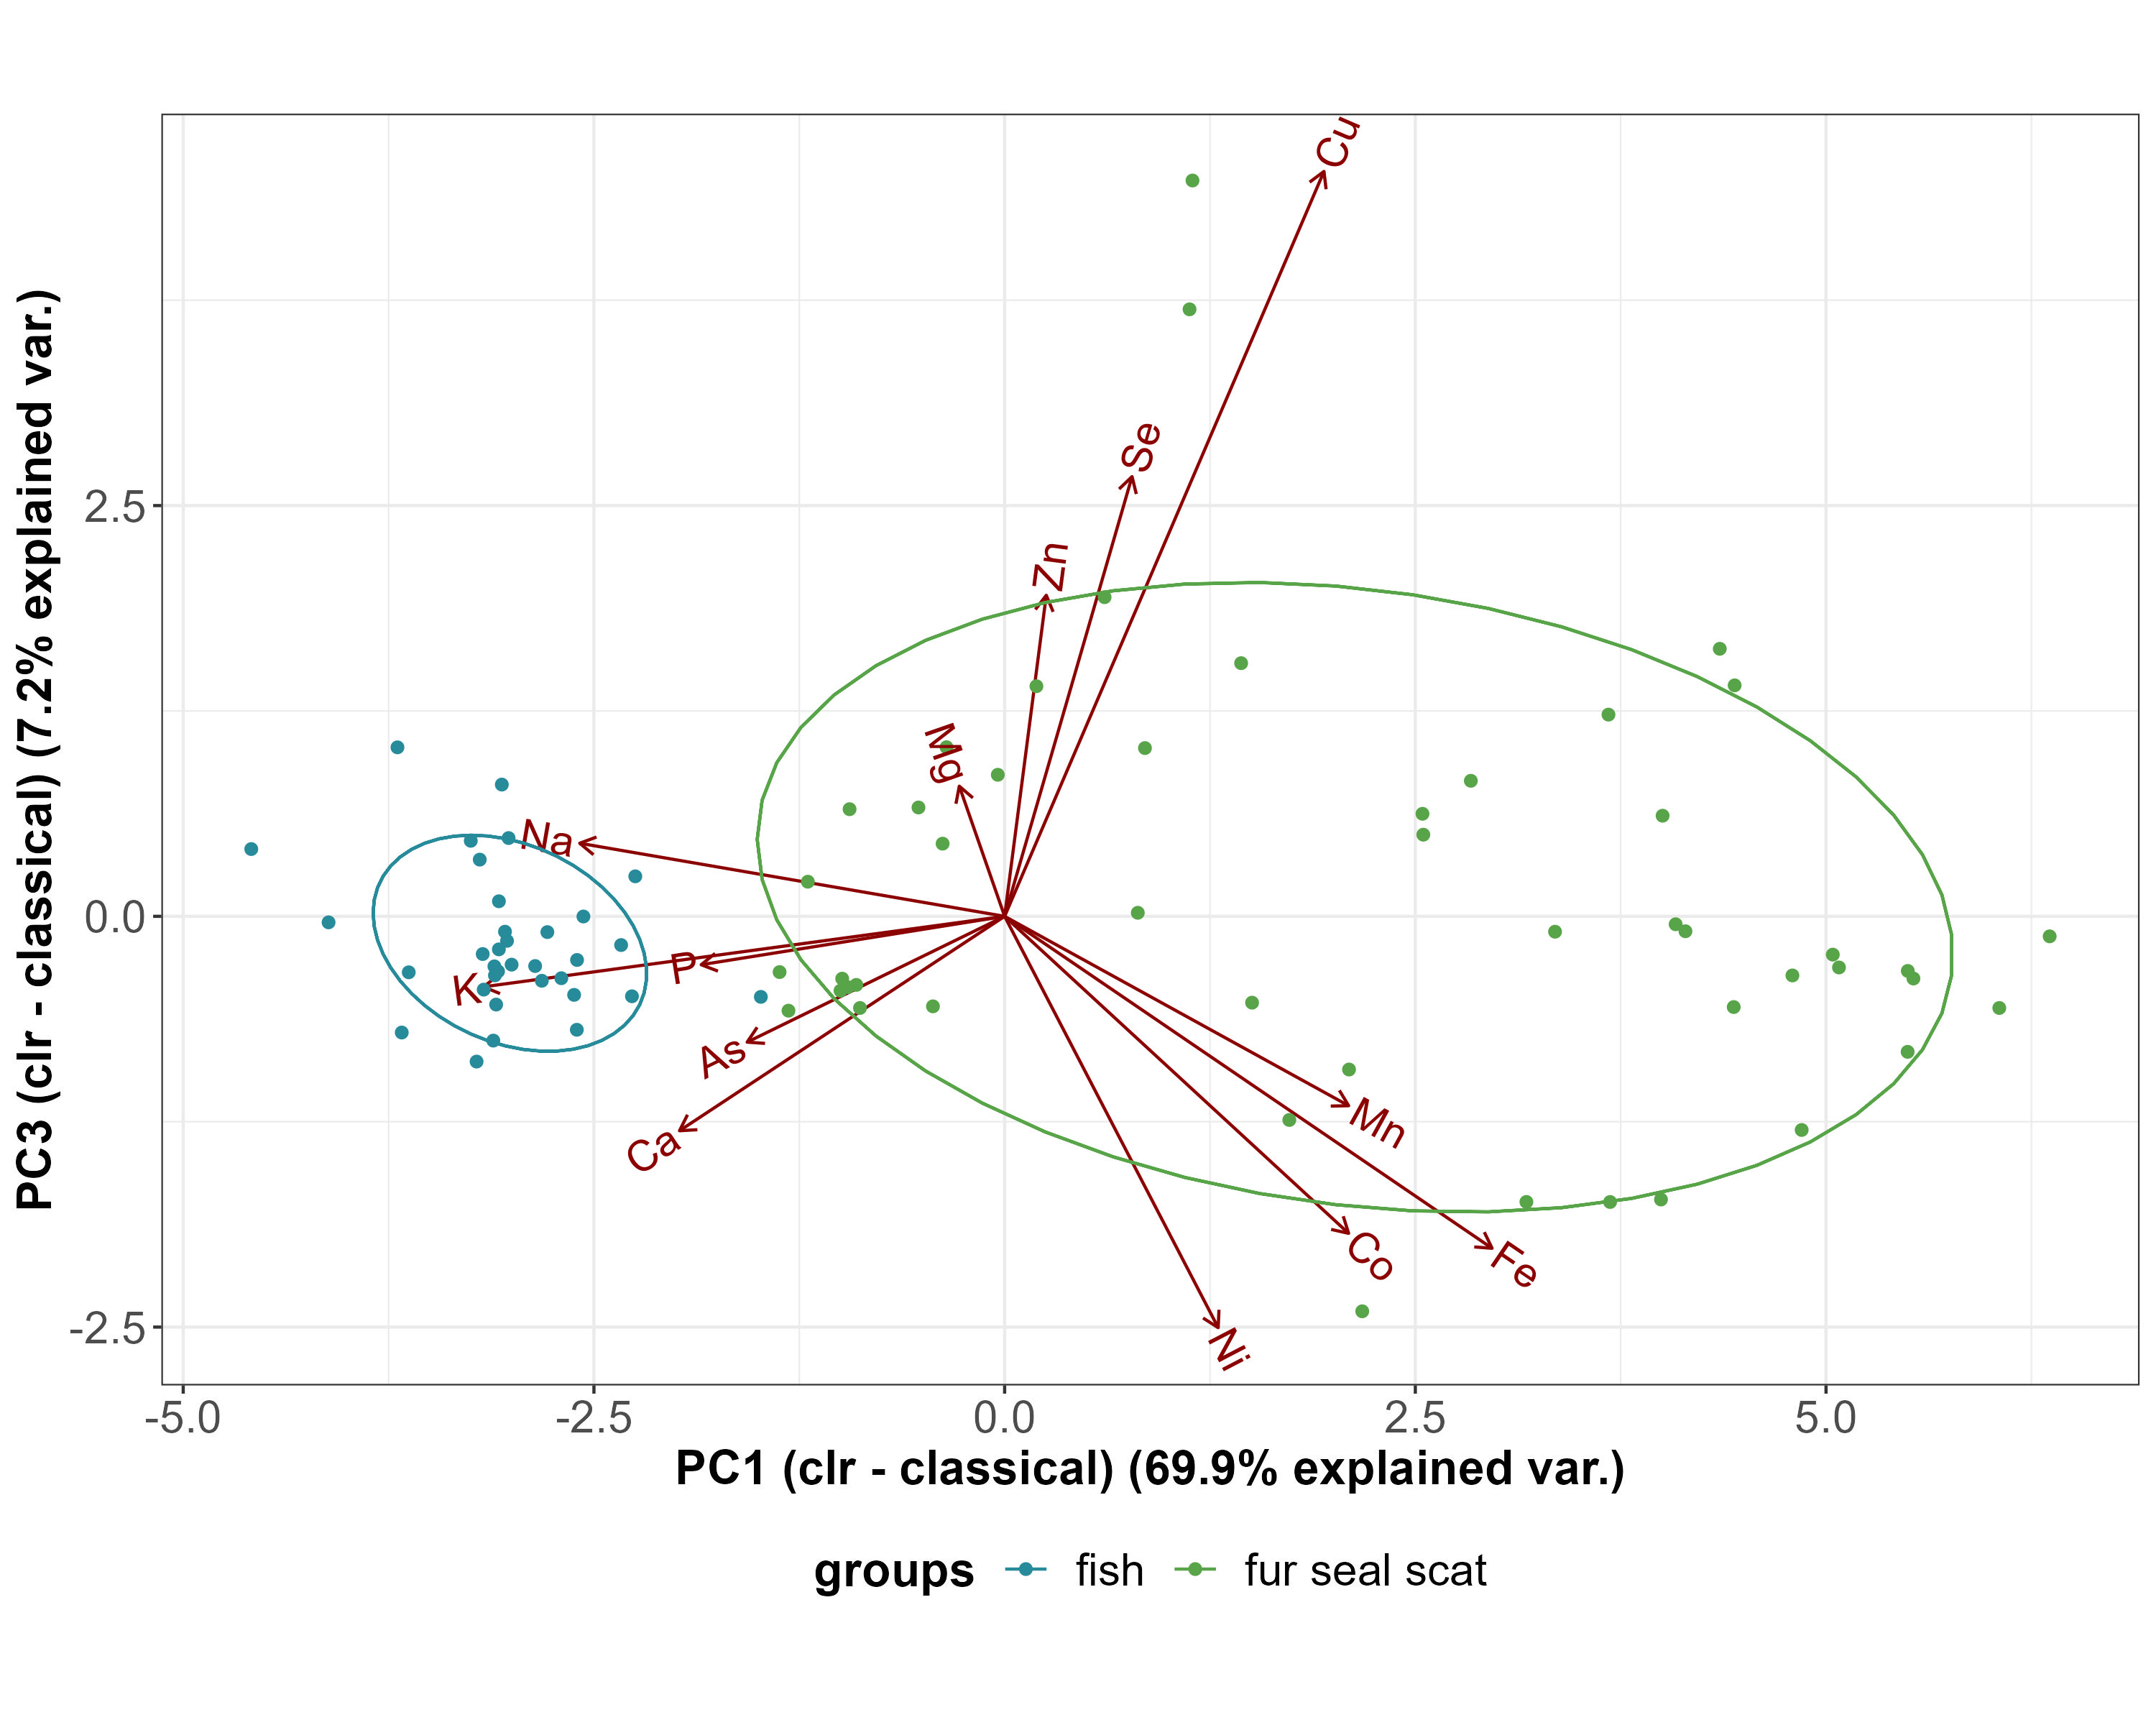 PC3 (clr - classical) (7.2% explained var.)
2.5
0.0
-2.5
Cu
Se
Zn
Mg
Na
P
K
As
Ca
Mn
Co
Fe
Ni
-5.0 -2.5 0.0 2.5 5.0
PC1 (clr - classical) (69.9% explained var.)
groups fish fur seal scat